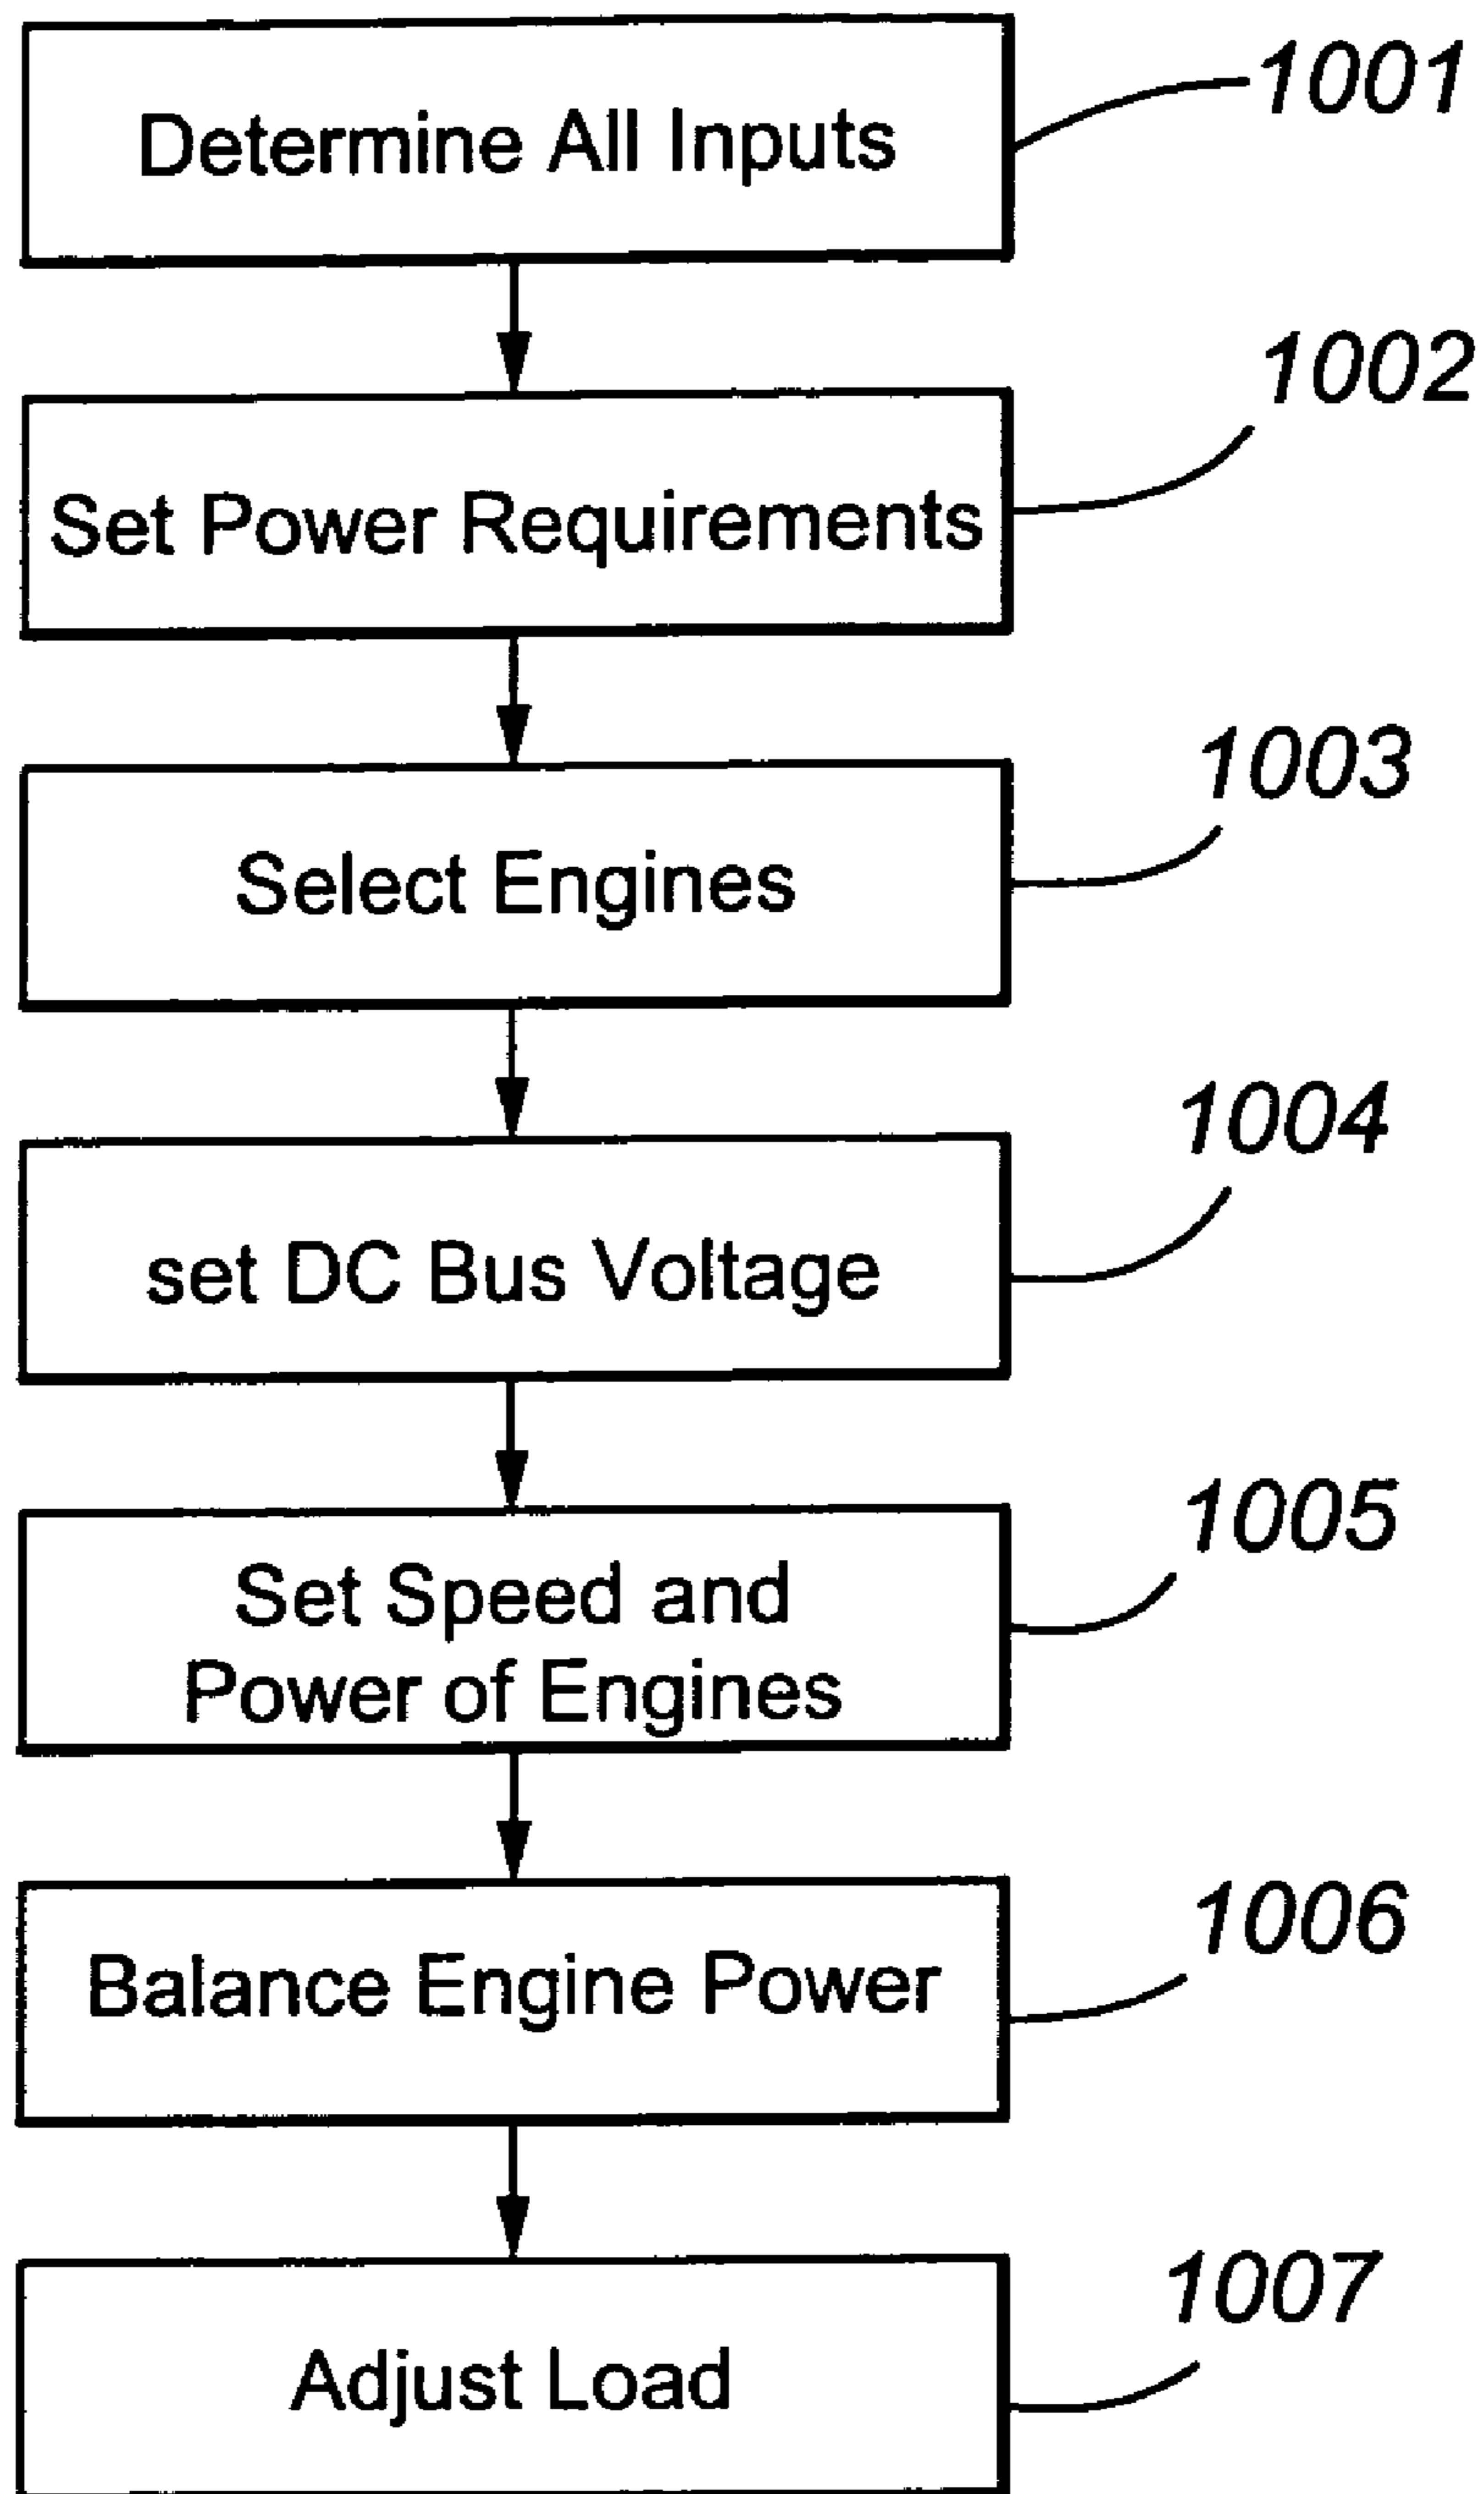 Determine All Inputs
1001
Set Power Requirements
1002
Select Engines
1003
set DC Bus Voltage
1004
Set Speed and
Power of Engines
1005
Balance Engine Power
1006
Adjust Load
1007